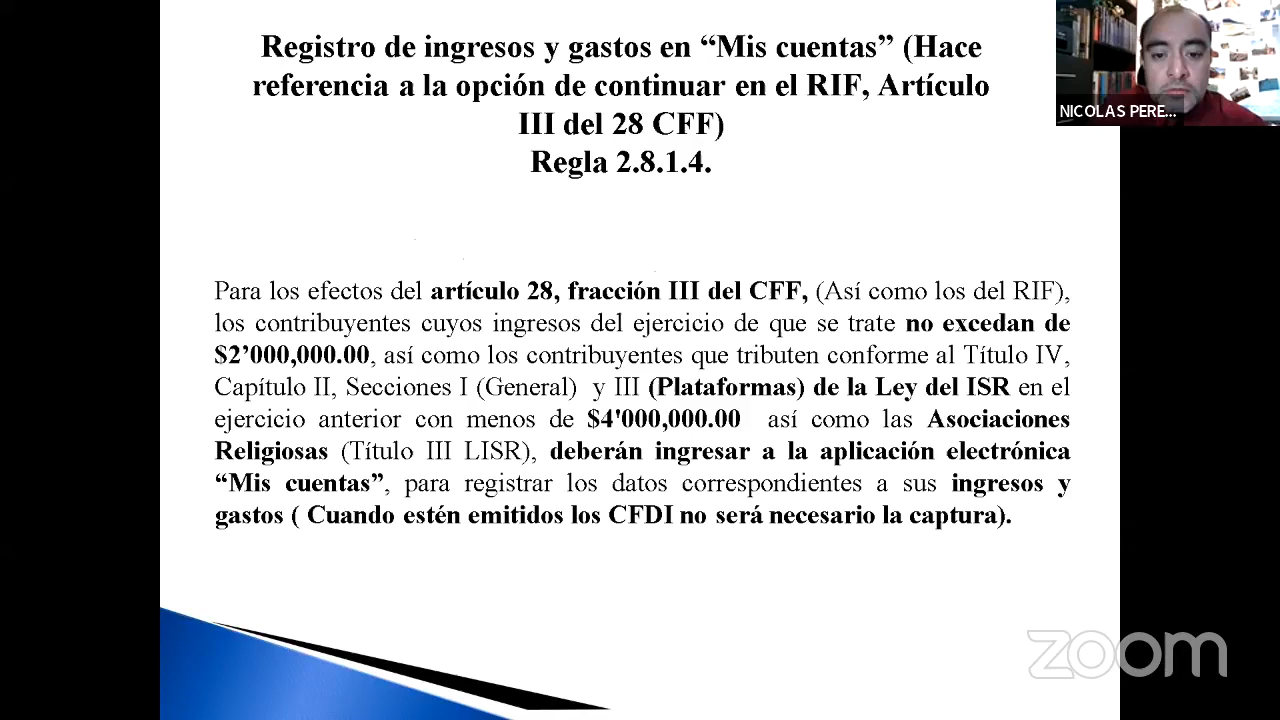 Registro de ingresos y gastos en “Mis cuentas” (Hace
referencia a la opción de continuar en el RIF, Artículo
III del 28 CFF)
Regla 2.8.1.4.
NICOLAS PERE...
Para los efectos del artículo 28, fracción III del CFF, (Así como los del RIF),
los contribuyentes cuyos ingresos del ejercicio de que se trate no excedan de
$2’000,000.00, así como los contribuyentes que tributen conforme al Título IV,
Capítulo II, Secciones I (General) y III (Plataformas) de la Ley del ISR en el
ejercicio anterior con menos de $4'000,000.00 así como las Asociaciones
Religiosas (Título III LISR), deberán ingresar a la aplicación electrónica
“Mis cuentas”, para registrar los datos correspondientes a sus ingresos y
gastos ( Cuando estén emitidos los CFDI no será necesario la captura).
zoom